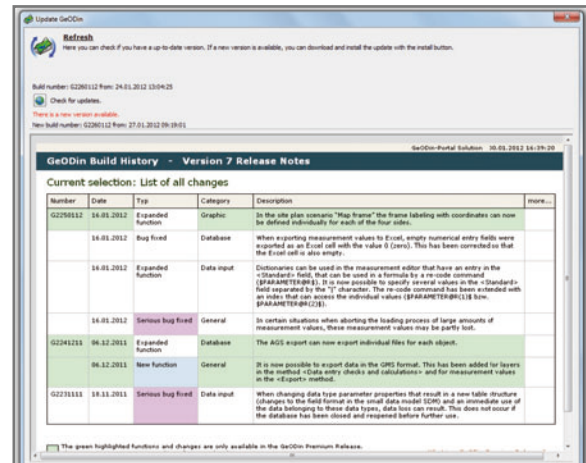 Update GeODin
Refresh
Here you can check if you have a up-to-date version. If a new version is available, you can download and install the update with the install button.
Build number: G2260112 from: 24.01.2012 13:04:25
Check for updates.
There is a new version available.
New build number: G2260112 from: 27.01.2012 09:19:01
GeODin-Portal Solution 30.01.2012 16:39:20
GeODin Build History - Version 7 Release Notes
Current selection: List of all changes
Number Date Typ Category Description more...
G2250112 16.01.2012 Expanded function Graphic In the site plan scenario "Map frame" the frame labeling with coordinates can now
be defined individually for each of the four sides.
16.01.2012 Bug fixed Database When exporting measurement values to Excel, empty numerical entry fields were
exported as an Excel cell with the value 0 (zero). This has been corrected so that
the Excel cell is also empty.
16.01.2012 Expanded function Data input Dictionaries can be used in the measurement editor that have an entry in the
<Standard> field, that can be used in a formula by a re-code command
($PARAMETER@R$). It is now possible to specify several values in the <Standard>
field separated by the "|" character. The re-code command has been extended with
an index that can access the individual values ($PARAMETER@R(1)$ bzw.
$PARAMETER@R(2)$).
16.01.2012 Serious bug fixed General In certain situations when aborting the loading process of large amounts of
measurement values, these measurement values may be partly lost.
G2241211 06.12.2011 Expanded function Database The AGS export can now export individual files for each object.
06.12.2011 New function General It is now possible to export data in the GMS format. This has been added for layers
in the method <Data entry checks and calculations> and for measurement values
in the <Export> method.
G2231111 18.11.2011 Serious bug fixed Data input When changing data type parameter properties that result in a new table structure
(changes to the field format in the small data model SDM) and an immediate use of
the data belonging to these data types, data loss can result. This does not occur if
the database has been closed and reopened before further use.
The green highlighted functions and changes are only available in the GeODin Premium Release.